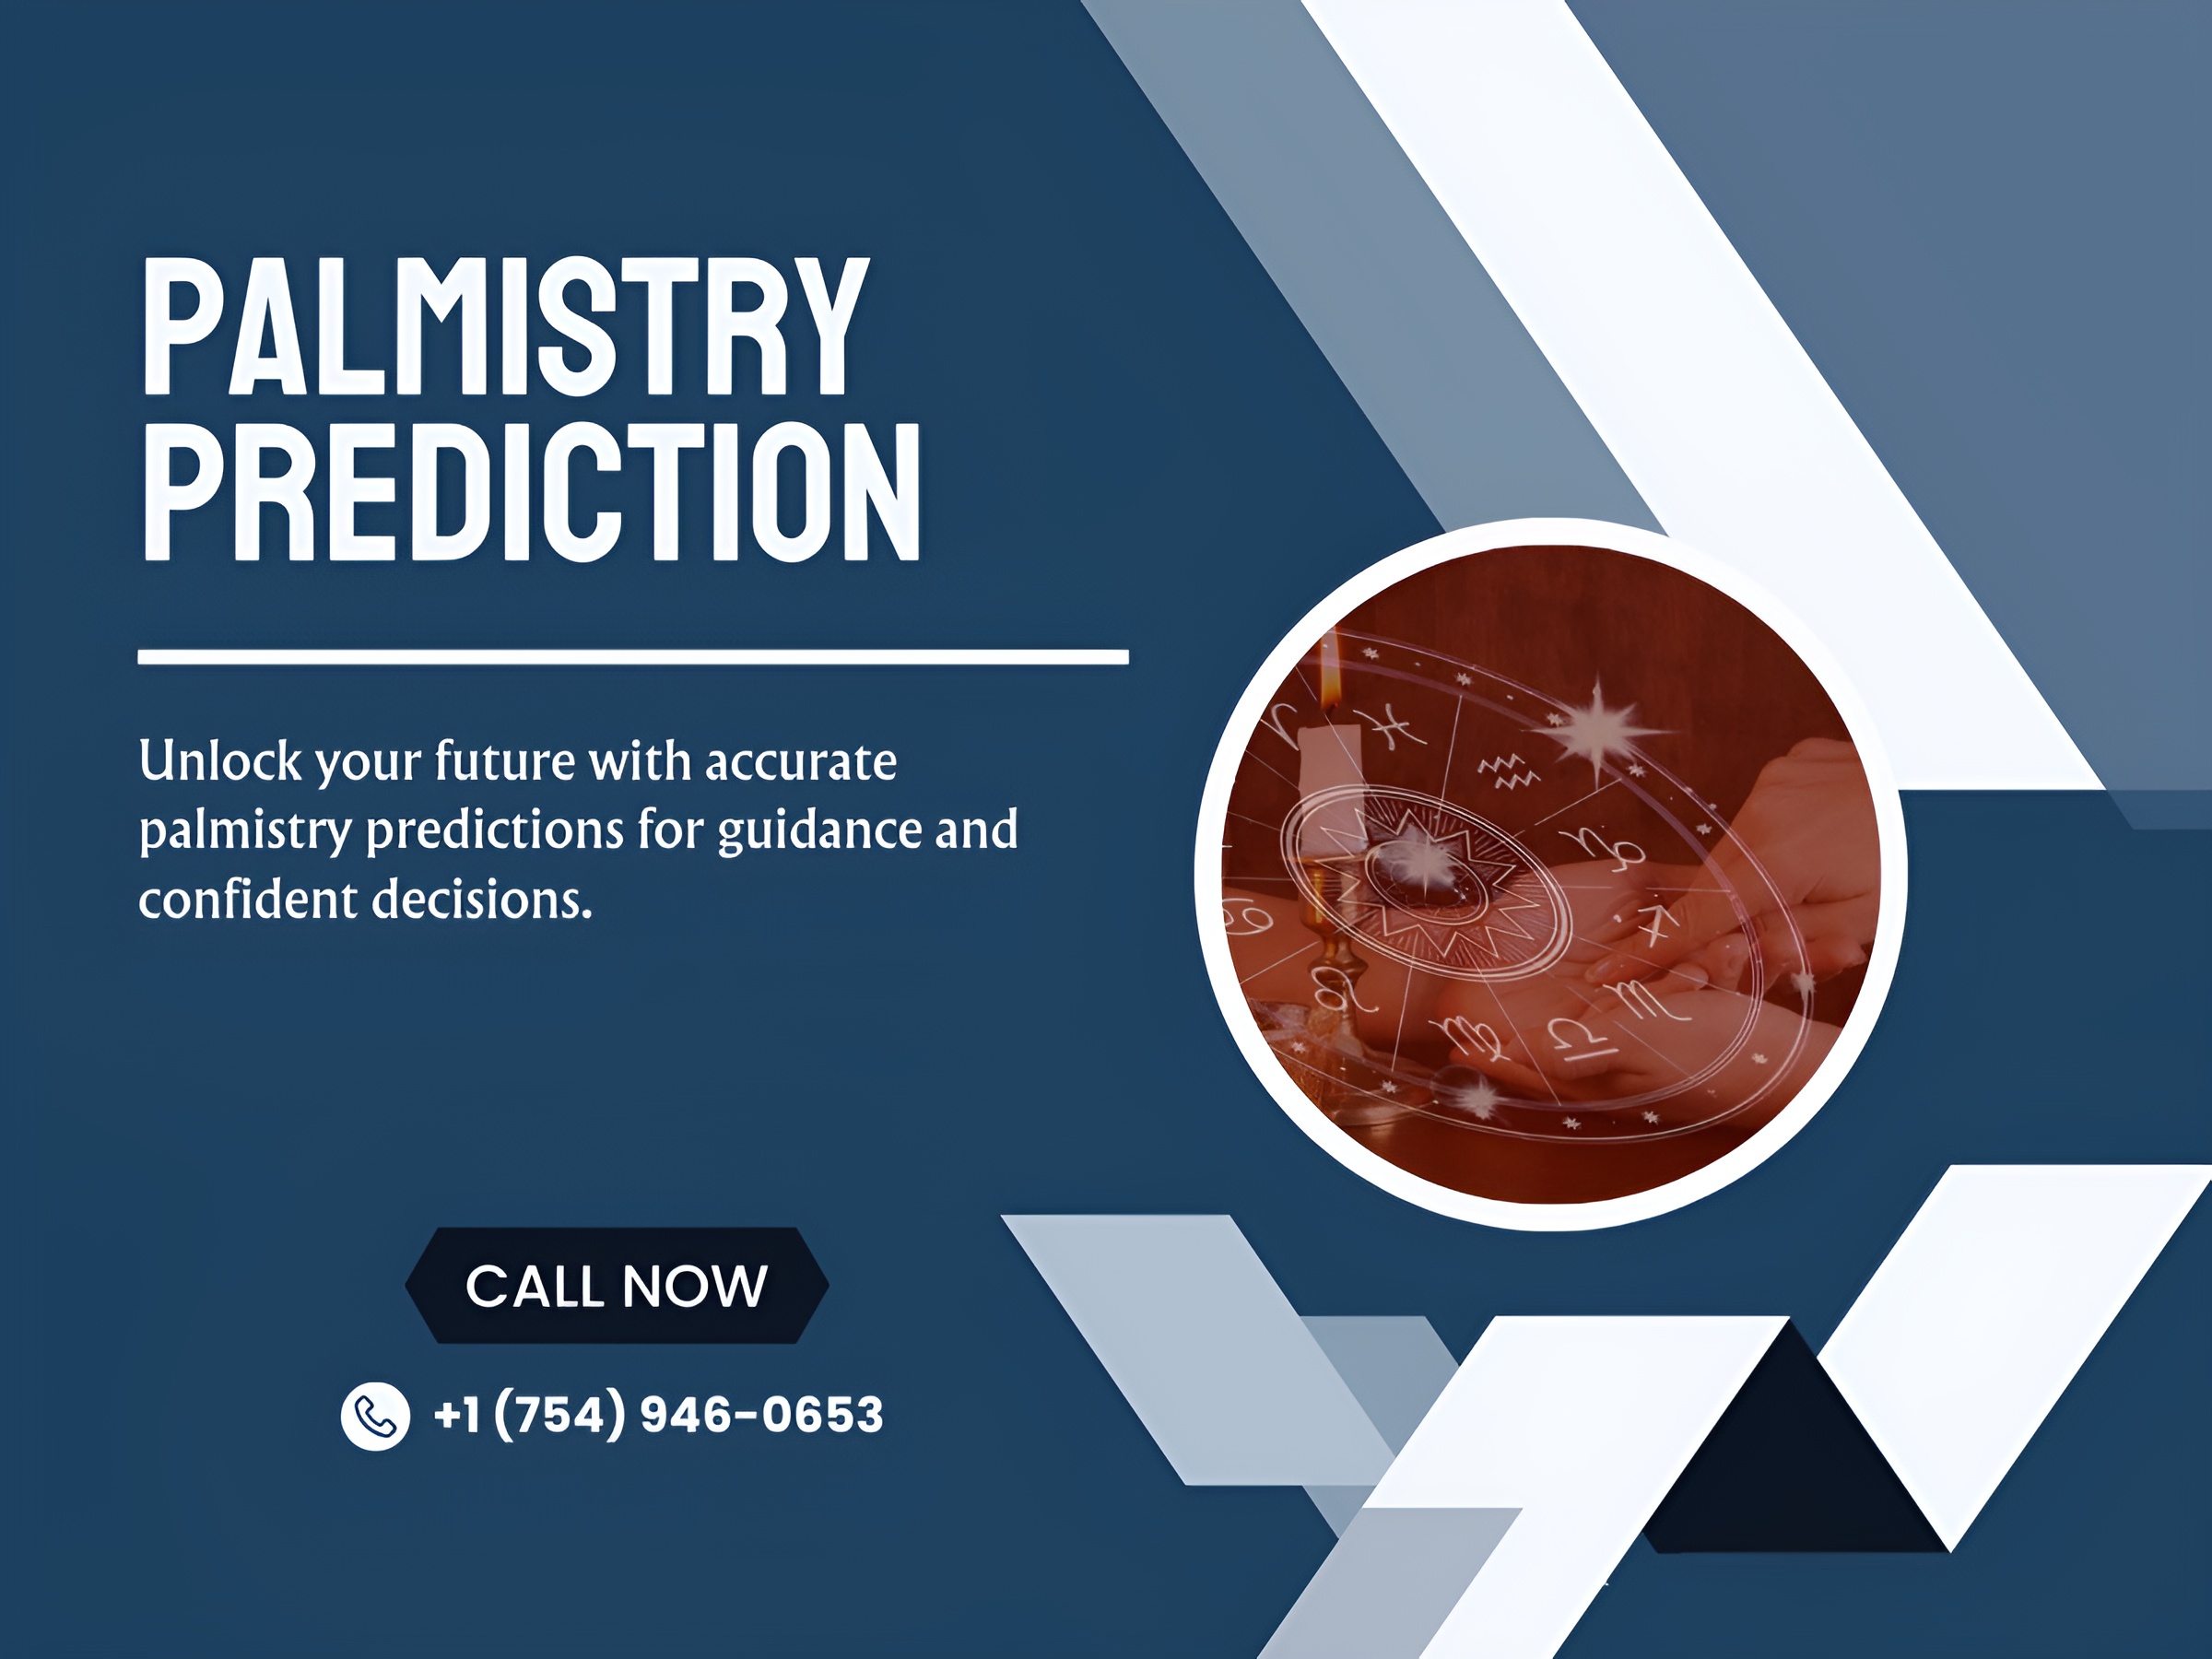 PALMISTRY
PREDICTION
Unlock your future with accurate
palmistry predictions for guidance and
confident decisions.
CALL NOW
+1 (754) 946-0653